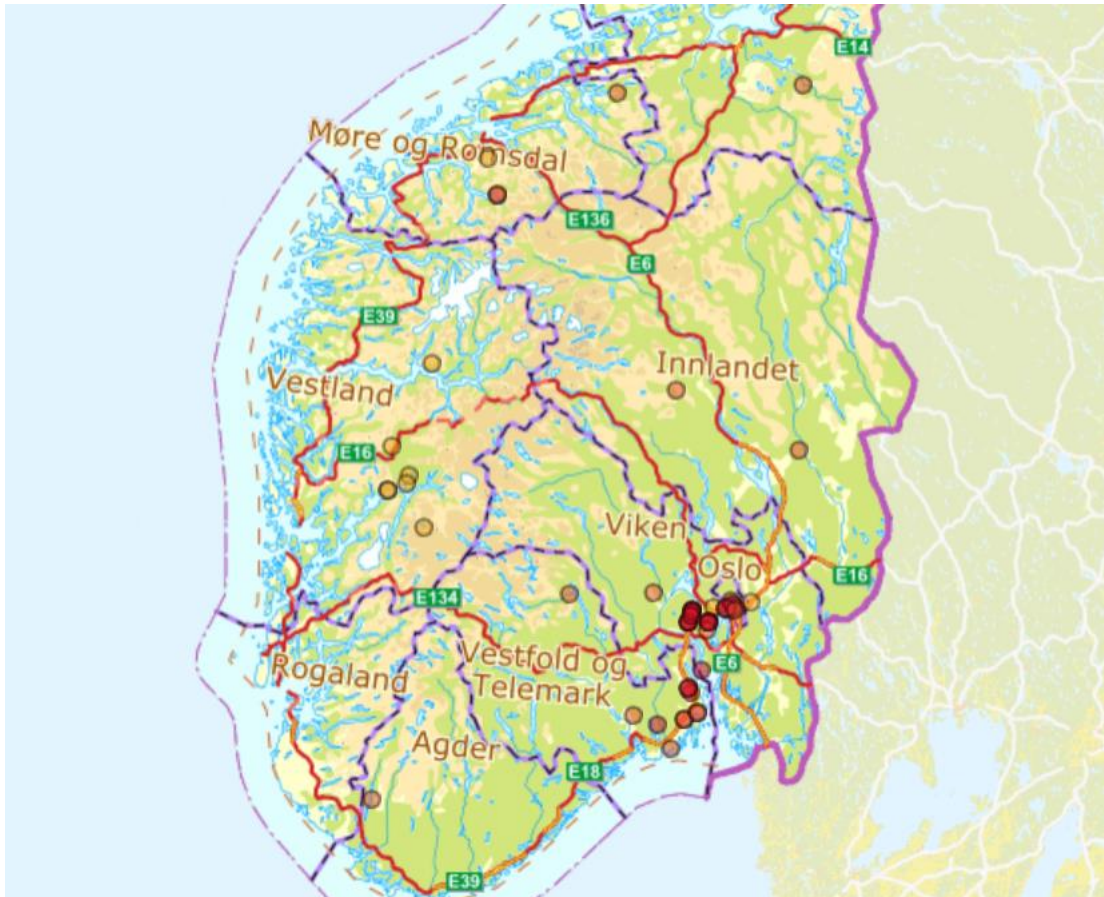 E14
Møre og Romsdal
E136
E6
E39
Innlandet
Vestland
E16
Viken
Oslo
E16
E134
Vestfold og
Telemark
E6
Rogaland
Agder
E18
E39